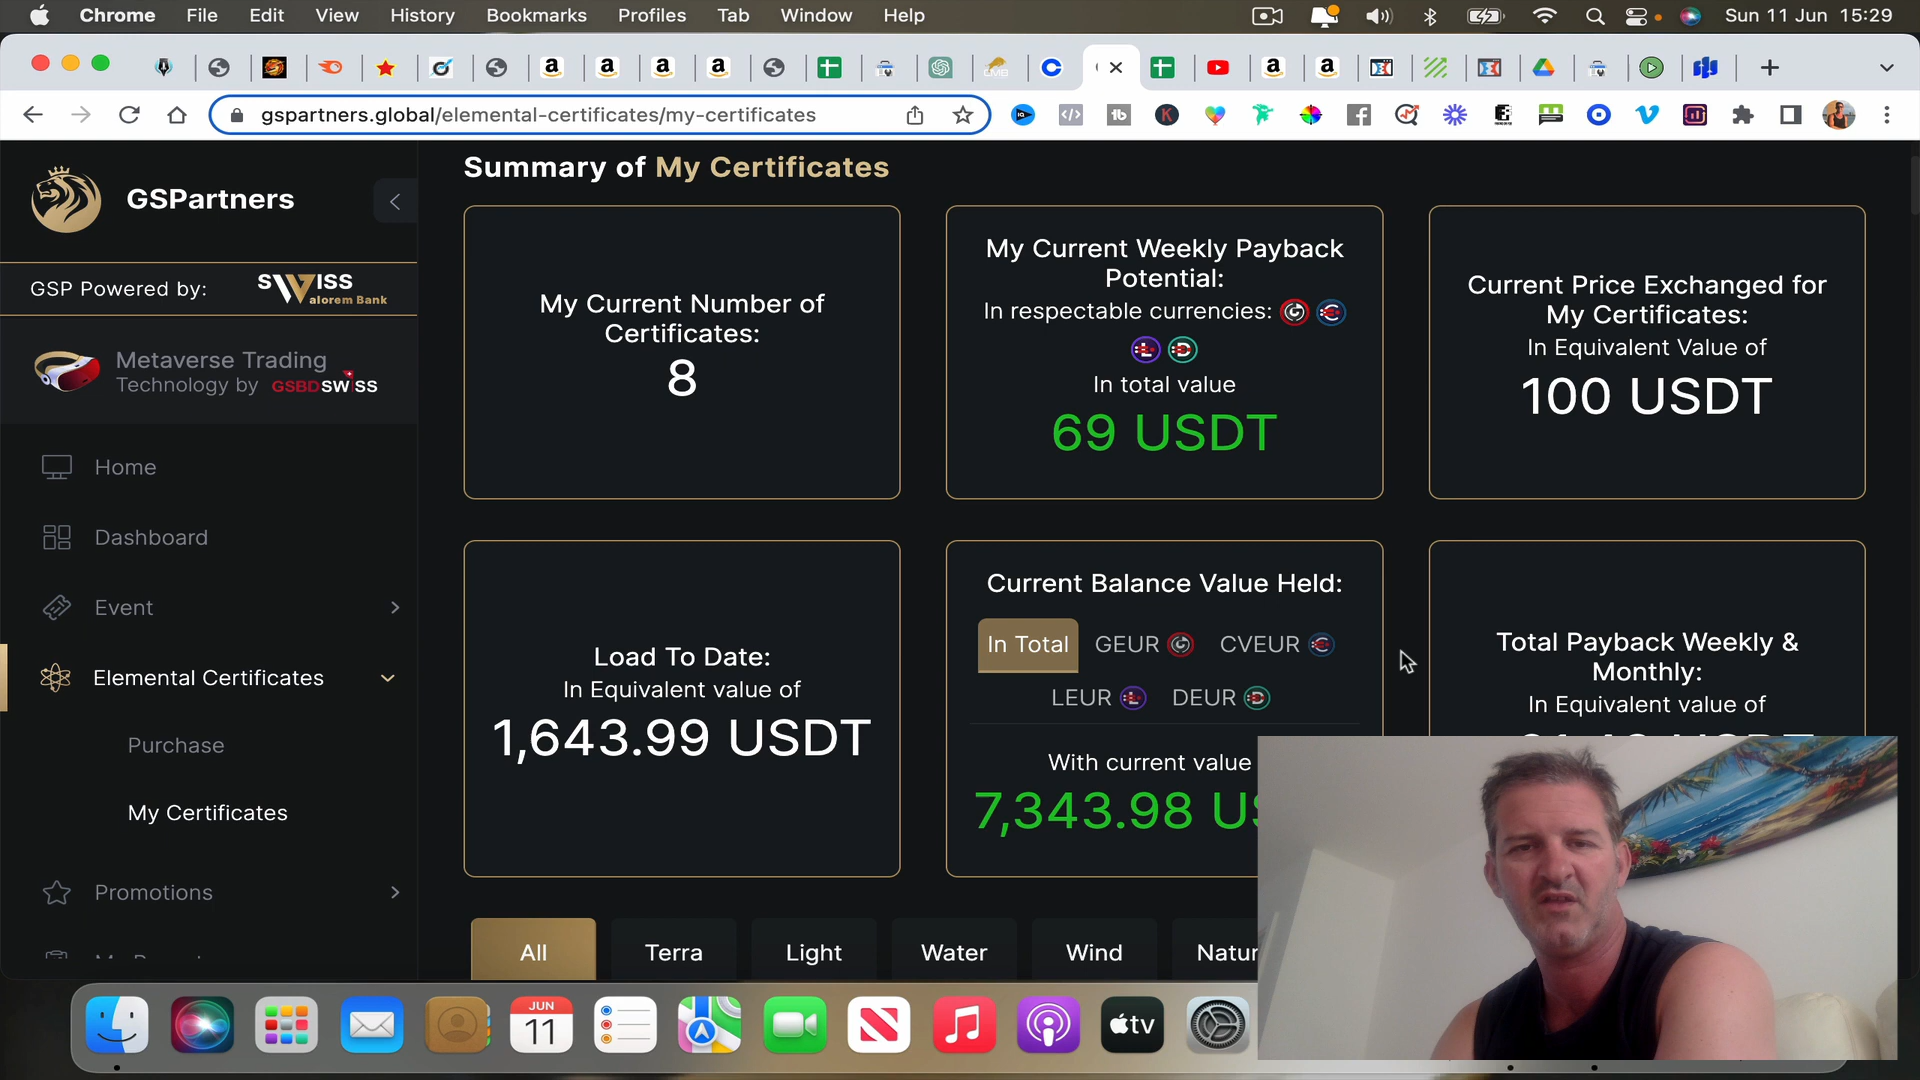 Chrome File Edit View History Bookmarks Profiles Tab Window Help Sun 11 Jun 15:29
gspartners.global/elemental-certificates/my-certificates
GSPartners
GSP Powered by: SWISS
Valorem Bank
Metaverse Trading
Technology by GSBDSWISS
Home
Dashboard
Event
Elemental Certificates
Purchase
My Certificates
Promotions
Summary of My Certificates
My Current Number of
Certificates:
8
My Current Weekly Payback
Potential:
In respectable currencies:
In total value
69 USDT
Current Price Exchanged for
My Certificates:
In Equivalent Value of
100 USDT
Load To Date:
In Equivalent value of
1,643.99 USDT
Current Balance Value Held:
In Total GEUR CVEUR
LEUR DEUR
With current value
7,343.98 US
Total Payback Weekly &
Monthly:
In Equivalent value of
All Terra Light Water Wind Natur
JUN
11
tv